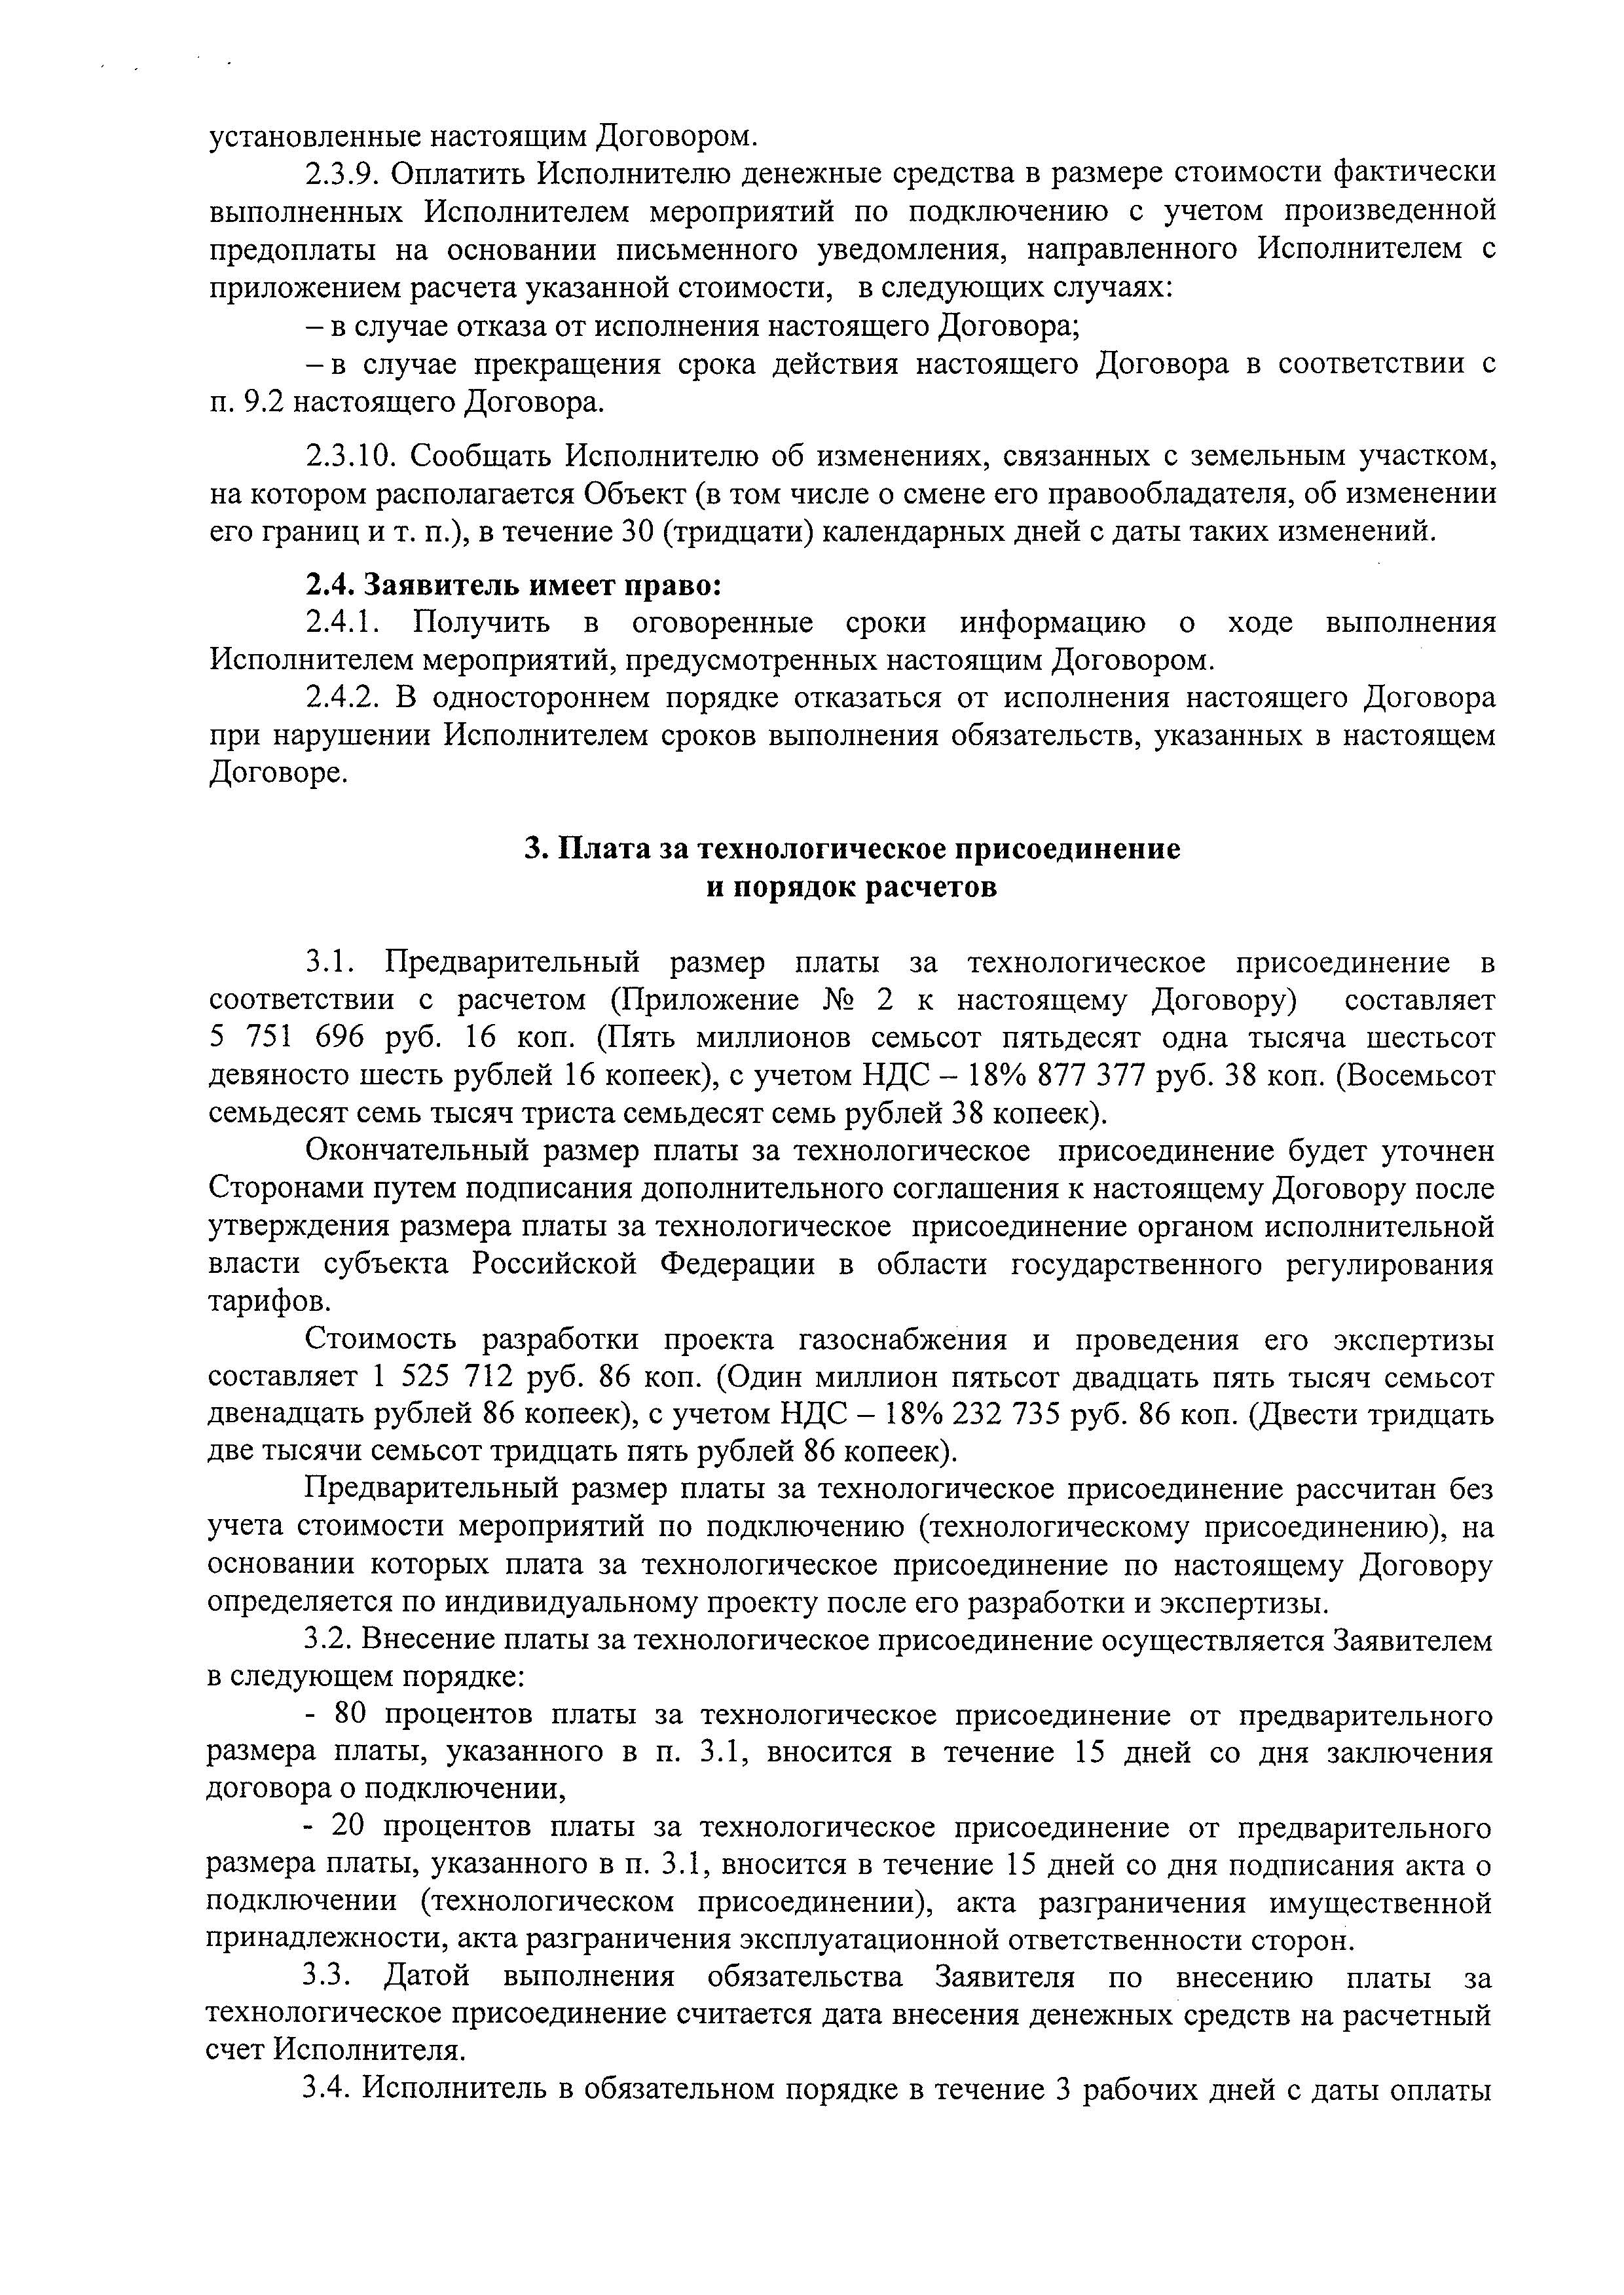 установленные настоящим Договором.
2.3.9. Оплатить Исполнителю денежные средства в размере стоимости фактически
выполненных Исполнителем мероприятий по подключению с учетом произведенной
предоплаты на основании письменного уведомления, направленного Исполнителем с
приложением расчета указанной стоимости, в следующих случаях:
– в случае отказа от исполнения настоящего Договора;
– в случае прекращения срока действия настоящего Договора в соответствии с
п. 9.2 настоящего Договора.
2.3.10. Сообщать Исполнителю об изменениях, связанных с земельным участком,
на котором располагается Объект (в том числе о смене его правообладателя, об изменении
его границ и т. п.), в течение 30 (тридцати) календарных дней с даты таких изменений.
2.4. Заявитель имеет право:
2.4.1. Получить в оговоренные сроки информацию о ходе выполнения
Исполнителем мероприятий, предусмотренных настоящим Договором.
2.4.2. В одностороннем порядке отказаться от исполнения настоящего Договора
при нарушении Исполнителем сроков выполнения обязательств, указанных в настоящем
Договоре.
3. Плата за технологическое присоединение
и порядок расчетов
3.1. Предварительный размер платы за технологическое присоединение в
соответствии с расчетом (Приложение № 2 к настоящему Договору) составляет
5 751 696 руб. 16 коп. (Пять миллионов семьсот пятьдесят одна тысяча шестьсот
девяносто шесть рублей 16 копеек), с учетом НДС – 18% 877 377 руб. 38 коп. (Восемьсот
семьдесят семь тысяч триста семьдесят семь рублей 38 копеек).
Окончательный размер платы за технологическое присоединение будет уточнен
Сторонами путем подписания дополнительного соглашения к настоящему Договору после
утверждения размера платы за технологическое присоединение органом исполнительной
власти субъекта Российской Федерации в области государственного регулирования
тарифов.
Стоимость разработки проекта газоснабжения и проведения его экспертизы
составляет 1 525 712 руб. 86 коп. (Один миллион пятьсот двадцать пять тысяч семьсот
двенадцать рублей 86 копеек), с учетом НДС – 18% 232 735 руб. 86 коп. (Двести тридцать
две тысячи семьсот тридцать пять рублей 86 копеек).
Предварительный размер платы за технологическое присоединение рассчитан без
учета стоимости мероприятий по подключению (технологическому присоединению), на
основании которых плата за технологическое присоединение по настоящему Договору
определяется по индивидуальному проекту после его разработки и экспертизы.
3.2. Внесение платы за технологическое присоединение осуществляется Заявителем
в следующем порядке:
- 80 процентов платы за технологическое присоединение от предварительного
размера платы, указанного в п. 3.1, вносится в течение 15 дней со дня заключения
договора о подключении,
- 20 процентов платы за технологическое присоединение от предварительного
размера платы, указанного в п. 3.1, вносится в течение 15 дней со дня подписания акта о
подключении (технологическом присоединении), акта разграничения имущественной
принадлежности, акта разграничения эксплуатационной ответственности сторон.
3.3. Датой выполнения обязательства Заявителя по внесению платы за
технологическое присоединение считается дата внесения денежных средств на расчетный
счет Исполнителя.
3.4. Исполнитель в обязательном порядке в течение 3 рабочих дней с даты оплаты